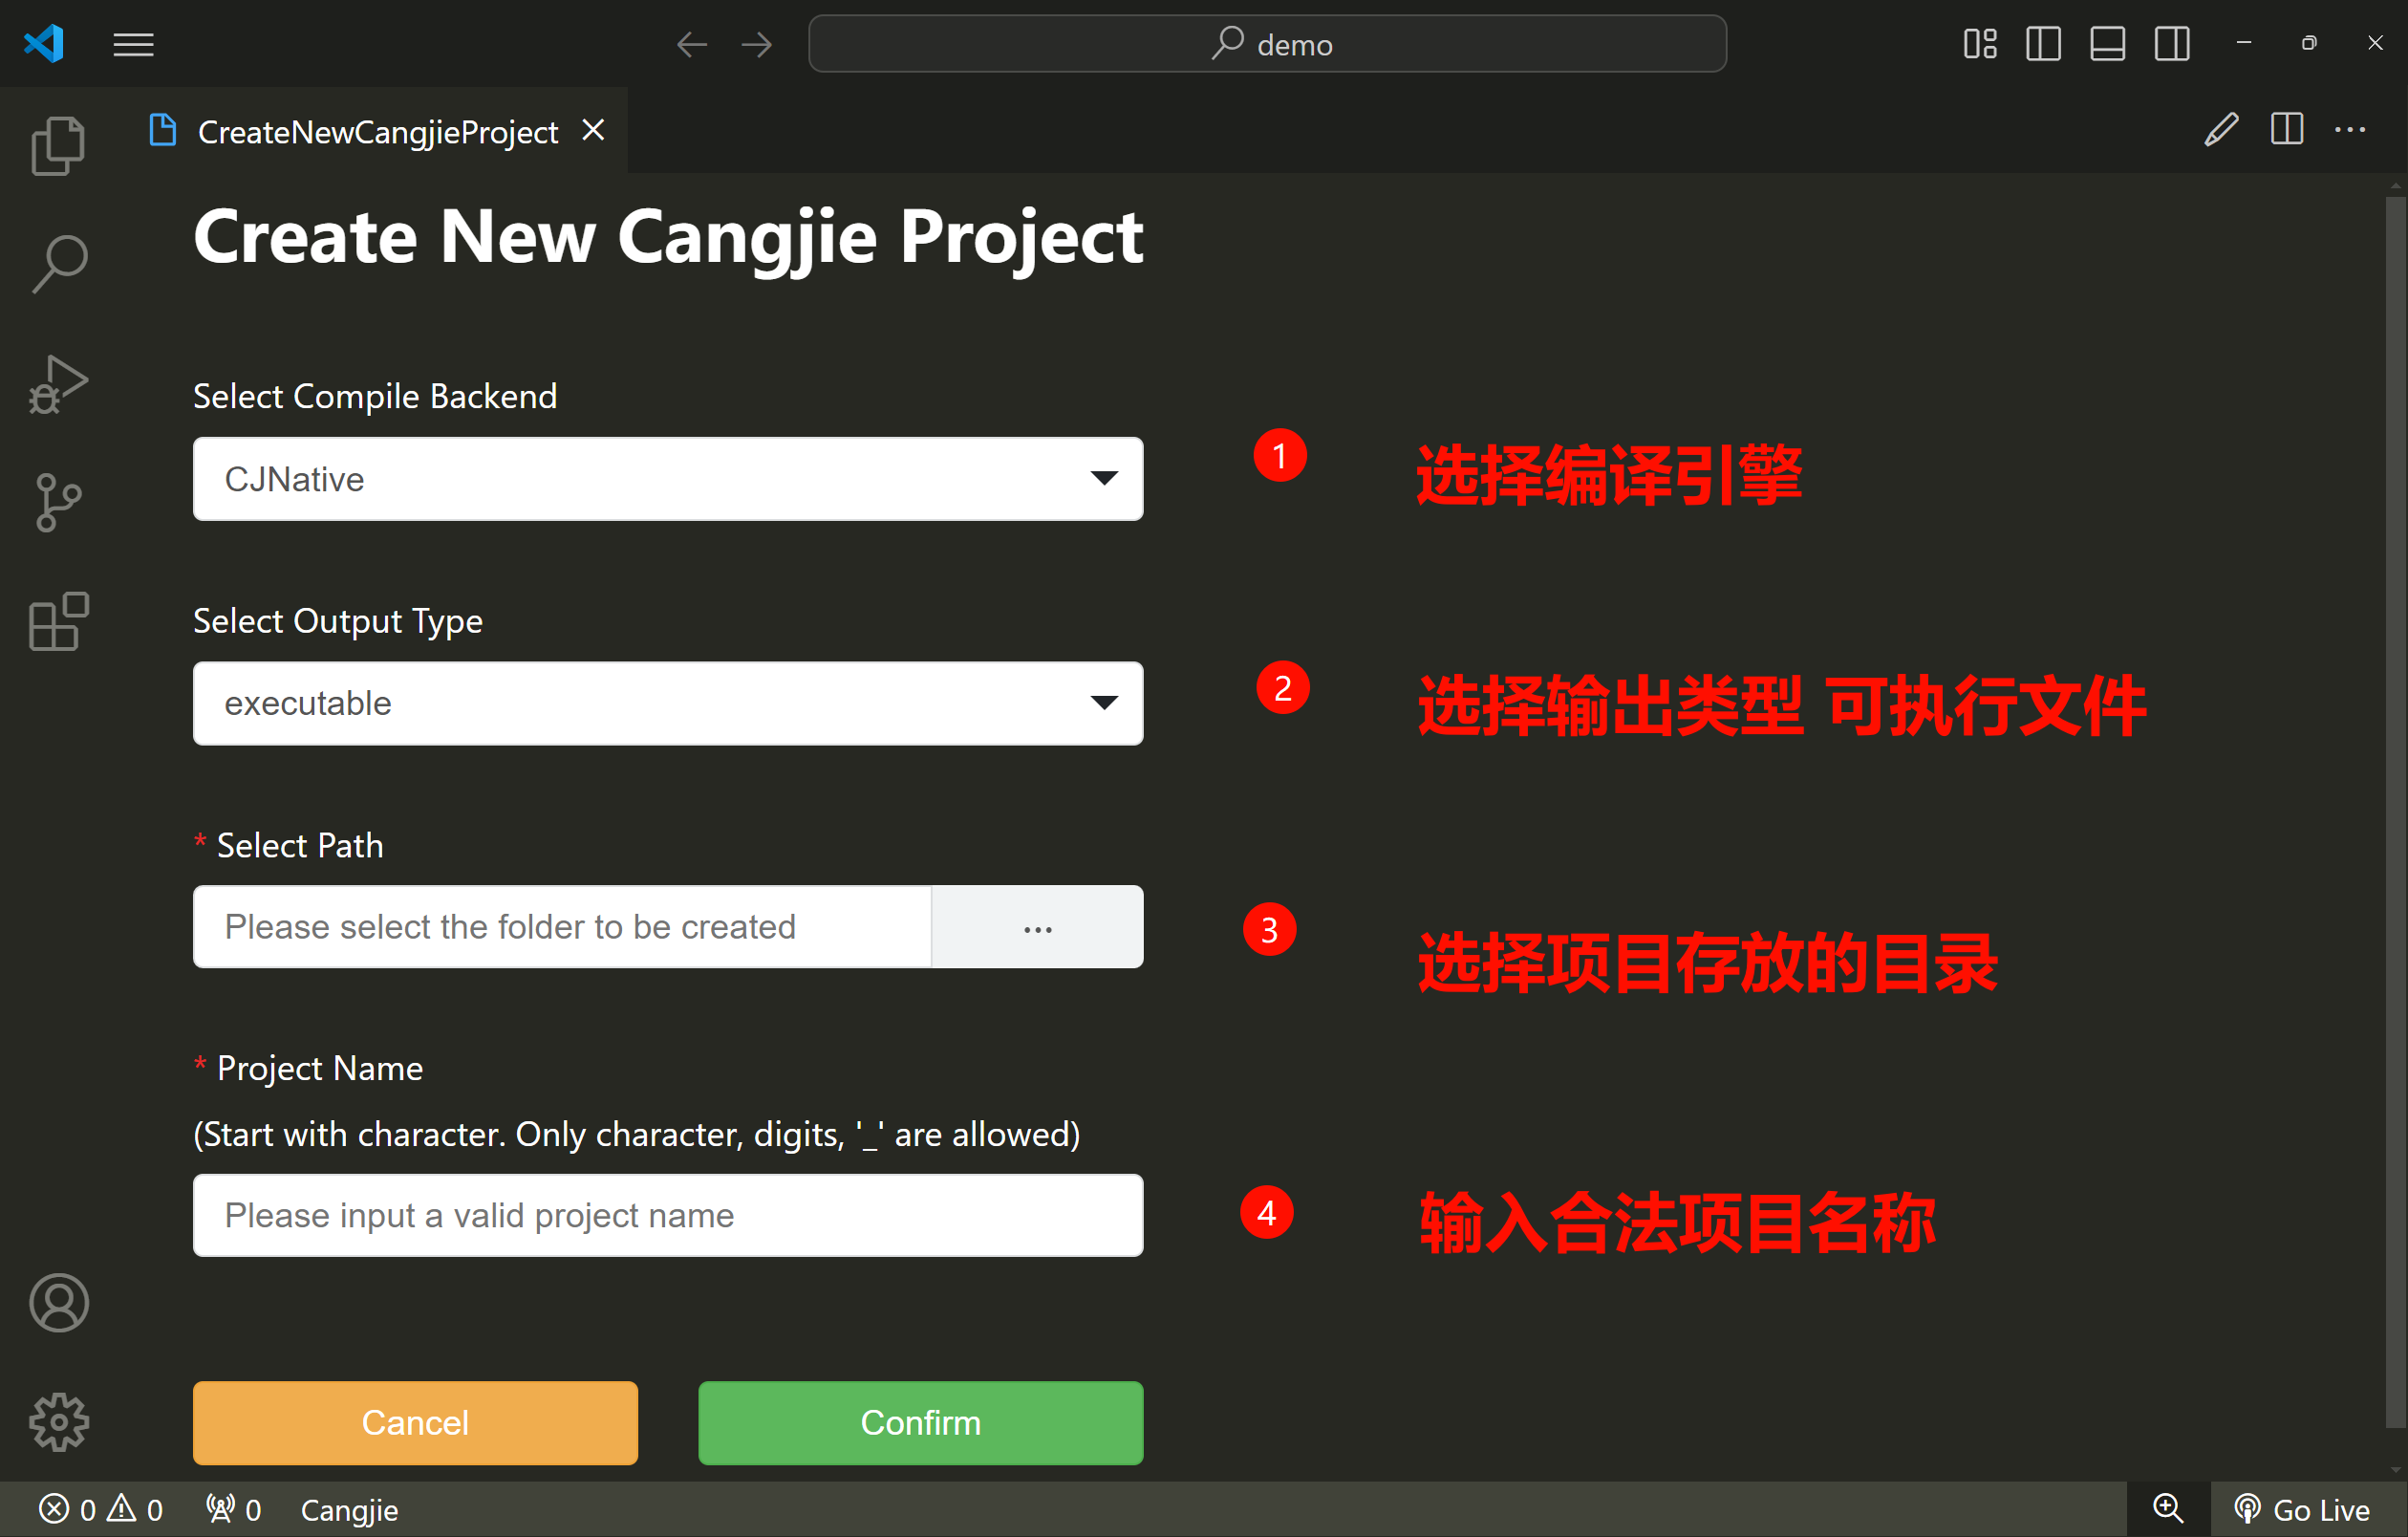 demo
CreateNewCangjieProject
Create New Cangjie Project
Select Compile Backend
CJNative
1 选择编译引擎
Select Output Type
executable
2 选择输出类型 可执行文件
* Select Path
Please select the folder to be created
...
3 选择项目存放的目录
* Project Name
(Start with character. Only character, digits, '_' are allowed)
Please input a valid project name
4 输入合法项目名称
Cancel Confirm
0 0 0 Cangjie Go Live